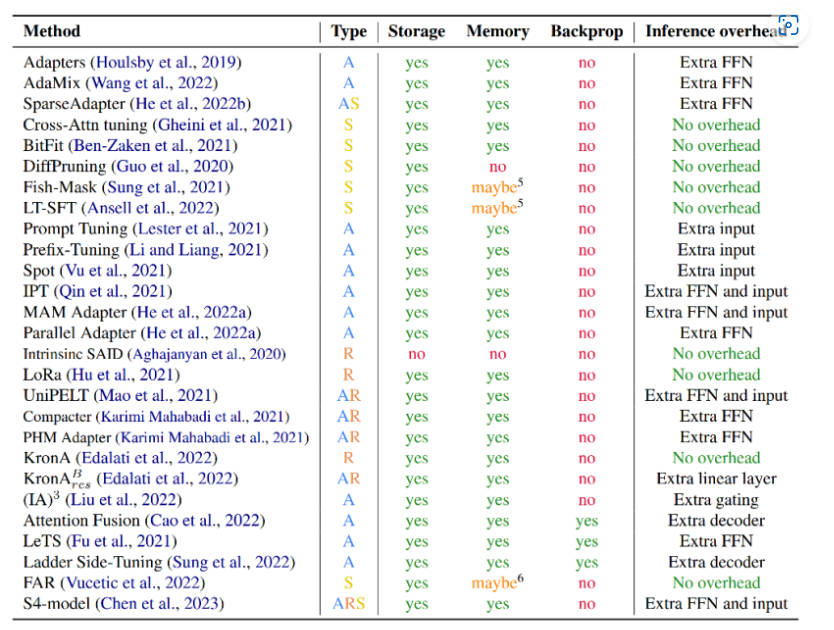 Method Type Storage Memory Backprop Inference overhead
Adapters (Houlsby et al., 2019) A yes yes no Extra FFN
AdaMix (Wang et al., 2022) A yes yes no Extra FFN
SparseAdapter (He et al., 2022b) AS yes yes no Extra FFN
Cross-Attn tuning (Gheini et al., 2021) S yes yes no No overhead
BitFit (Ben-Zaken et al., 2021) S yes yes no No overhead
DiffPruning (Guo et al., 2020) S yes no no No overhead
Fish-Mask (Sung et al., 2021) S yes maybe⁵ no No overhead
LT-SFT (Ansell et al., 2022) S yes maybe⁵ no No overhead
Prompt Tuning (Lester et al., 2021) A yes yes no Extra input
Prefix-Tuning (Li and Liang, 2021) A yes yes no Extra input
Spot (Vu et al., 2021) A yes yes no Extra input
IPT (Qin et al., 2021) A yes yes no Extra FFN and input
MAM Adapter (He et al., 2022a) A yes yes no Extra FFN and input
Parallel Adapter (He et al., 2022a) A yes yes no Extra FFN
Intrinsinc SAID (Aghajanyan et al., 2020) R no no no No overhead
LoRa (Hu et al., 2021) R yes yes no No overhead
UniPELT (Mao et al., 2021) AR yes yes no Extra FFN and input
Compacter (Karimi Mahabadi et al., 2021) AR yes yes no Extra FFN
PHM Adapter (Karimi Mahabadi et al., 2021) AR yes yes no Extra FFN
KronA (Edalati et al., 2022) R yes yes no No overhead
KronA^B_res (Edalati et al., 2022) AR yes yes no Extra linear layer
(IA)³ (Liu et al., 2022) A yes yes no Extra gating
Attention Fusion (Cao et al., 2022) A yes yes yes Extra decoder
LeTS (Fu et al., 2021) A yes yes yes Extra FFN
Ladder Side-Tuning (Sung et al., 2022) A yes yes yes Extra decoder
FAR (Vucetic et al., 2022) S yes maybe⁶ no No overhead
S4-model (Chen et al., 2023) ARS yes yes no Extra FFN and input